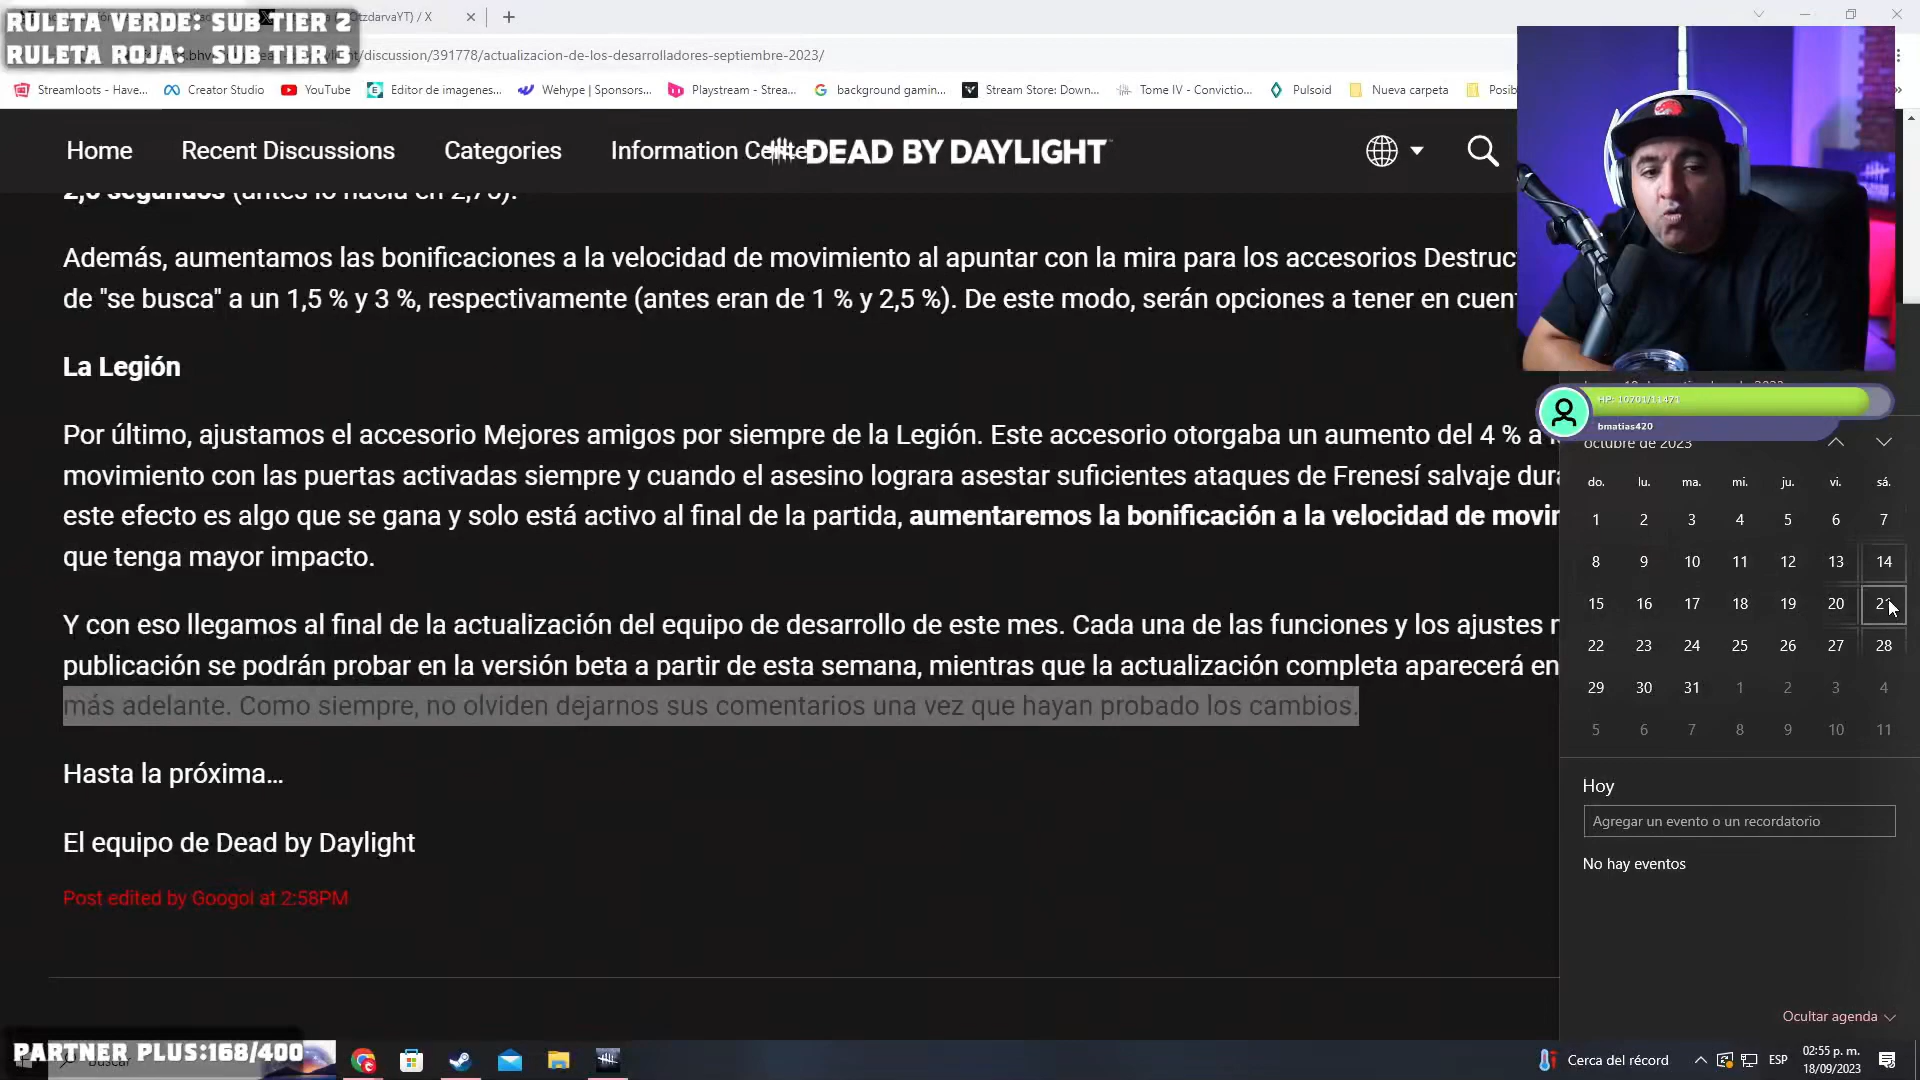 RULETA VERDE: SUB TIER 2
RULETA ROJA: SUB TIER 3
OtzdarvaYT) / X
/discussion/391778/actualizacion-de-los-desarrolladores-septiembre-2023/
Streamloots - Have...
Creator Studio
YouTube
Editor de imagenes...
Wehype | Sponsors...
Playstream - Strea...
background gamin...
Stream Store: Down...
Tome IV - Convictio...
Pulsoid
Nueva carpeta
Posib
Home
Recent Discussions
Categories
Information Center
DEAD BY DAYLIGHT
segundos (antes lo hacía en
Además, aumentamos las bonificaciones a la velocidad de movimiento al apuntar con la mira para los accesorios Destruc
de "se busca" a un 1,5 % y 3 %, respectivamente (antes eran de 1 % y 2,5 %). De este modo, serán opciones a tener en cuen
La Legión
Por último, ajustamos el accesorio Mejores amigos por siempre de la Legión. Este accesorio otorgaba un aumento del 4 % a
movimiento con las puertas activadas siempre y cuando el asesino lograra asestar suficientes ataques de Frenesí salvaje dura
este efecto es algo que se gana y solo está activo al final de la partida, aumentaremos la bonificación a la velocidad de movi
que tenga mayor impacto.
Y con eso llegamos al final de la actualización del equipo de desarrollo de este mes. Cada una de las funciones y los ajustes
publicación se podrán probar en la versión beta a partir de esta semana, mientras que la actualización completa aparecerá en
más adelante. Como siempre, no olviden dejarnos sus comentarios una vez que hayan probado los cambios.
Hasta la próxima...
El equipo de Dead by Daylight
Post edited by Googol at 2:58PM
HP: 10701/11471
bmatias420
octubre de 2023
do. lu. ma. mi. ju. vi. sá.
1 2 3 4 5 6 7
8 9 10 11 12 13 14
15 16 17 18 19 20 21
22 23 24 25 26 27 28
29 30 31 1 2 3 4
5 6 7 8 9 10 11
Hoy
Agregar un evento o un recordatorio
No hay eventos
Ocultar agenda
PARTNER PLUS:168/400
Buscar
Cerca del récord
ESP
02:55 p. m.
18/09/2023